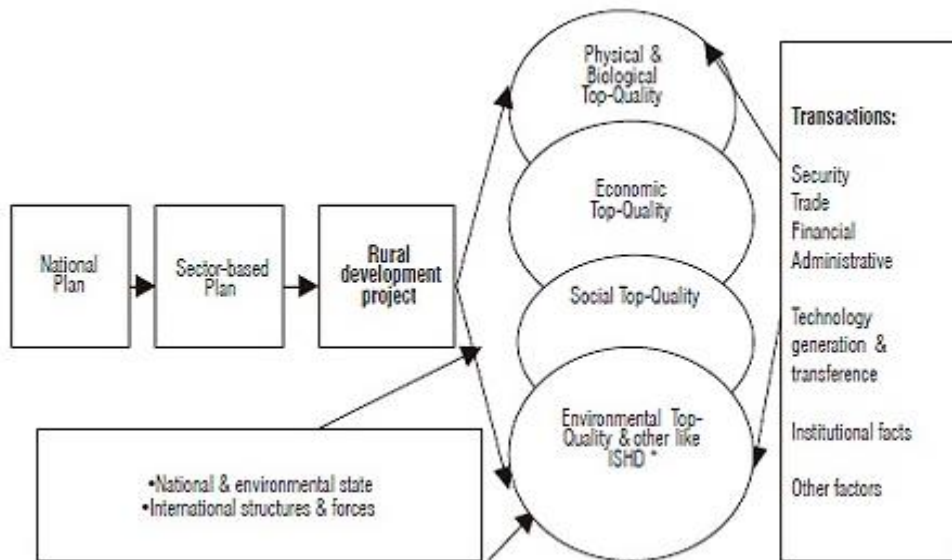 National
Plan
Sector-based
Plan
Rural
development
project
Physical &
Biological
Top-Quality
Economic
Top-Quality
Social Top-Quality
Environmental Top-
Quality & other like
ISHD *
•National & environmental state
•International structures & forces
Transactions:
Security
Trade
Financial
Administrative
Technology
generation &
transference
Institutional facts
Other factors